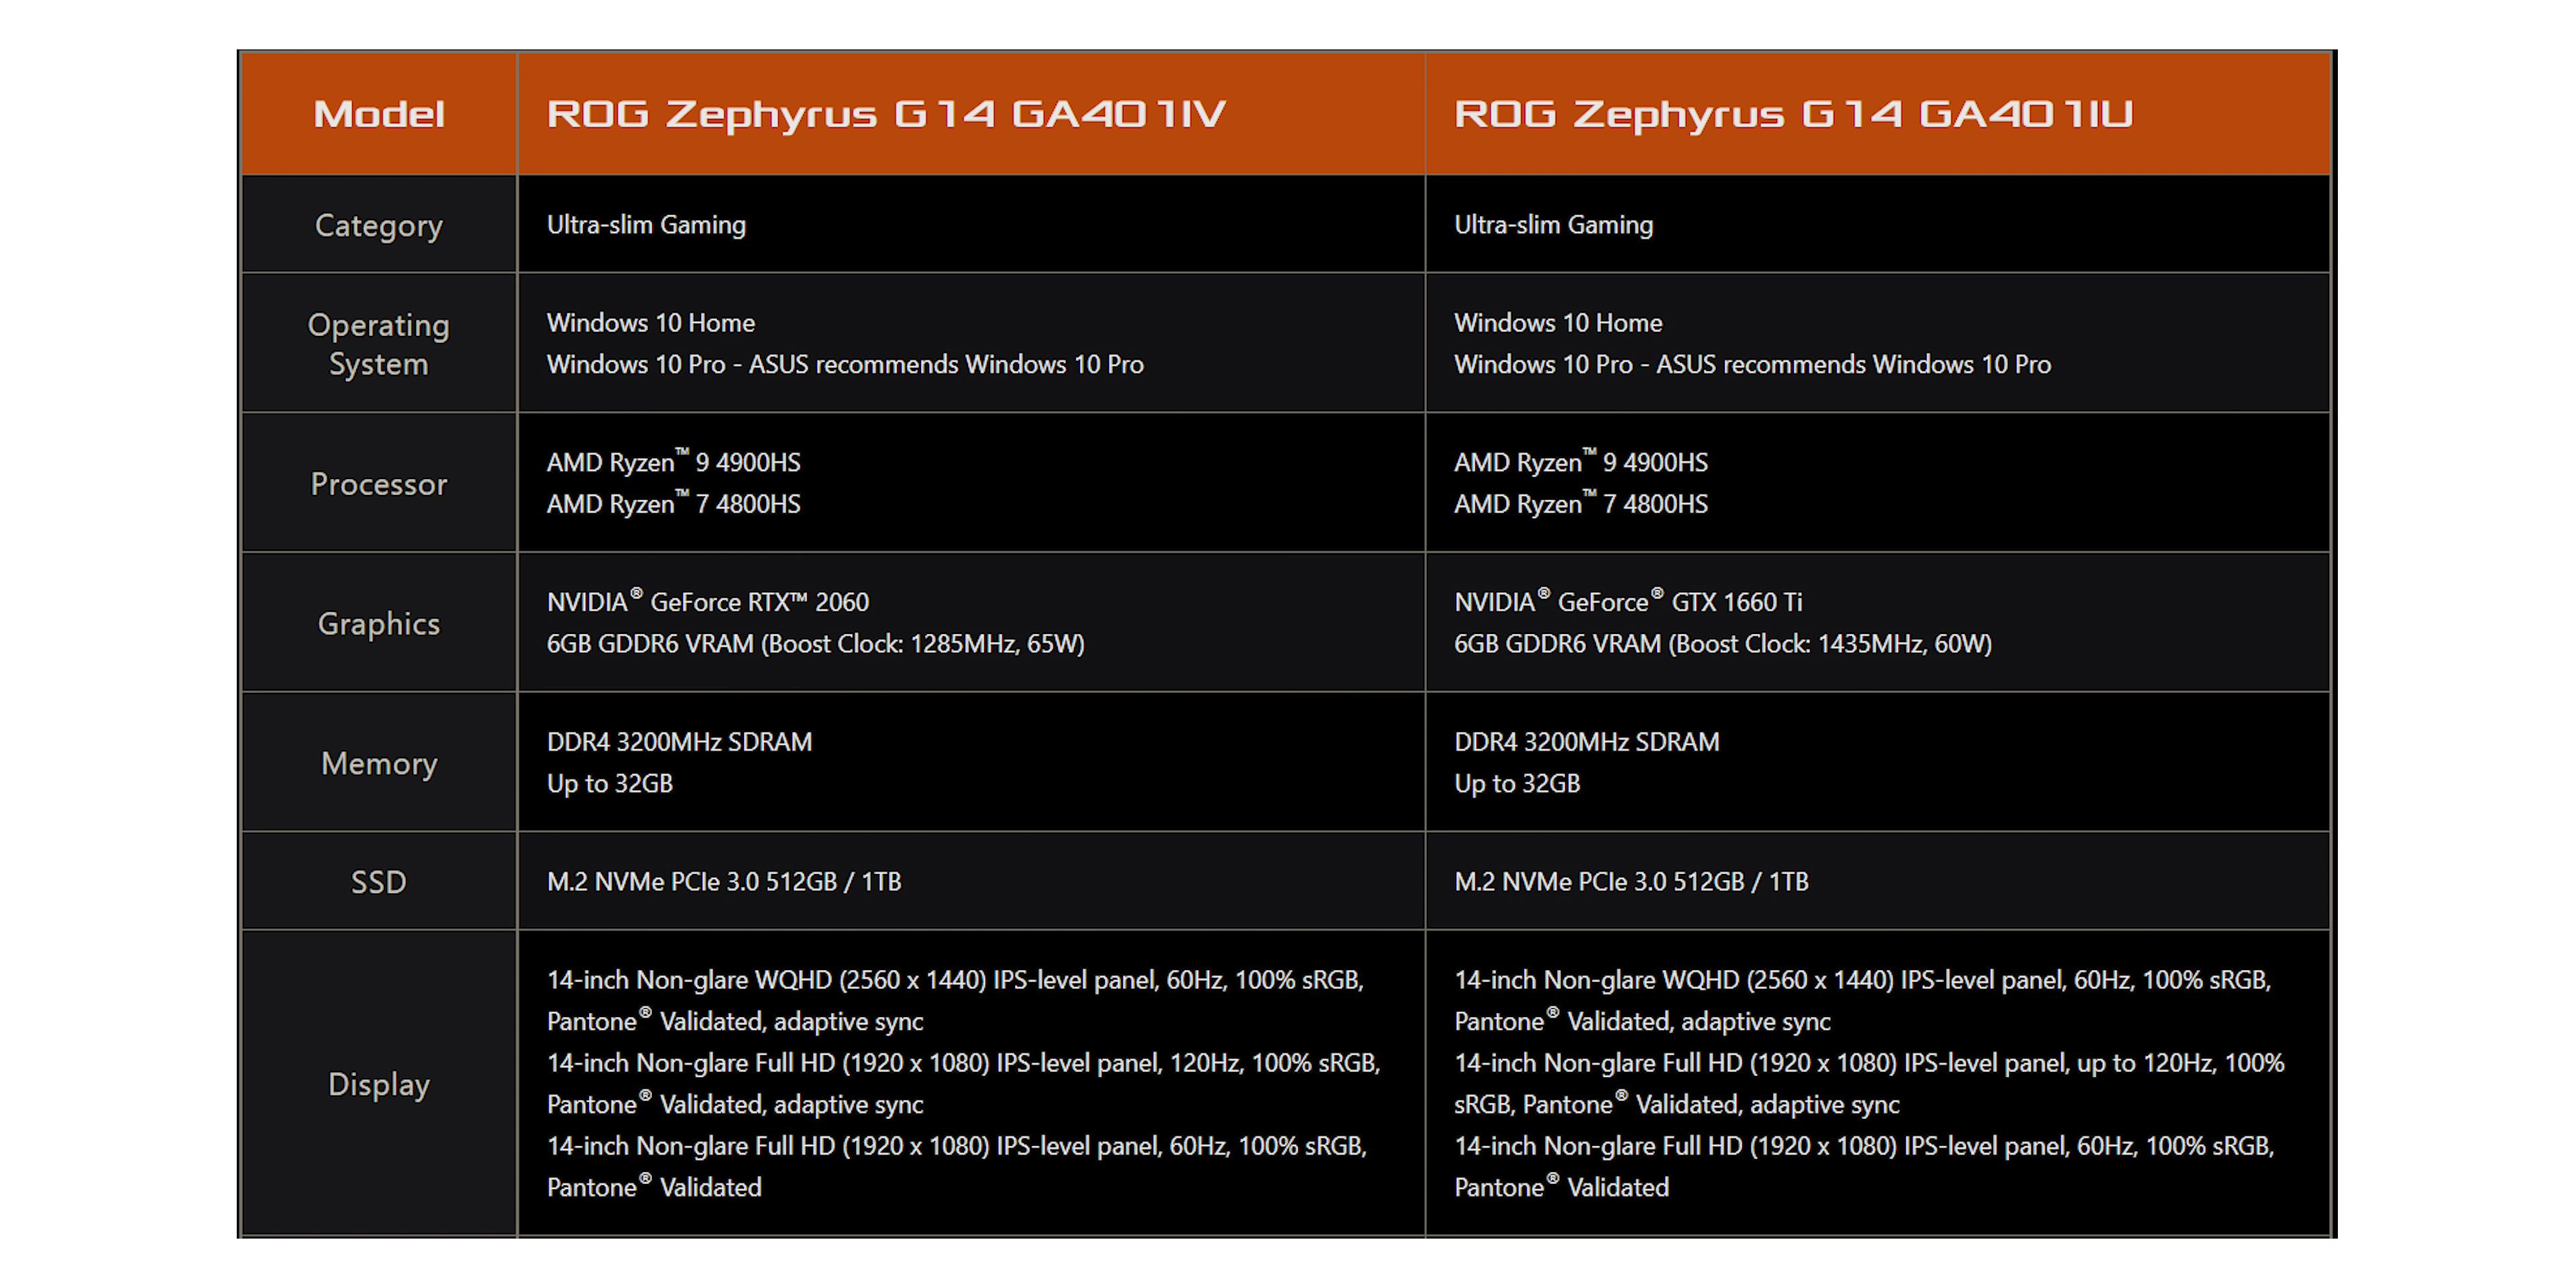 Model
ROG Zephyrus G14 GA401IV
ROG Zephyrus G14 GA401IU
Category
Ultra-slim Gaming
Ultra-slim Gaming
Operating
System
Windows 10 Home
Windows 10 Pro - ASUS recommends Windows 10 Pro
Windows 10 Home
Windows 10 Pro - ASUS recommends Windows 10 Pro
Processor
AMD Ryzen™ 9 4900HS
AMD Ryzen™ 7 4800HS
AMD Ryzen™ 9 4900HS
AMD Ryzen™ 7 4800HS
Graphics
NVIDIA® GeForce RTX™ 2060
6GB GDDR6 VRAM (Boost Clock: 1285MHz, 65W)
NVIDIA® GeForce® GTX 1660 Ti
6GB GDDR6 VRAM (Boost Clock: 1435MHz, 60W)
Memory
DDR4 3200MHz SDRAM
Up to 32GB
DDR4 3200MHz SDRAM
Up to 32GB
SSD
M.2 NVMe PCIe 3.0 512GB / 1TB
M.2 NVMe PCIe 3.0 512GB / 1TB
Display
14-inch Non-glare WQHD (2560 x 1440) IPS-level panel, 60Hz, 100% sRGB,
Pantone® Validated, adaptive sync
14-inch Non-glare Full HD (1920 x 1080) IPS-level panel, 120Hz, 100% sRGB,
Pantone® Validated, adaptive sync
14-inch Non-glare Full HD (1920 x 1080) IPS-level panel, 60Hz, 100% sRGB,
Pantone® Validated
14-inch Non-glare WQHD (2560 x 1440) IPS-level panel, 60Hz, 100% sRGB,
Pantone® Validated, adaptive sync
14-inch Non-glare Full HD (1920 x 1080) IPS-level panel, up to 120Hz, 100%
sRGB, Pantone® Validated, adaptive sync
14-inch Non-glare Full HD (1920 x 1080) IPS-level panel, 60Hz, 100% sRGB,
Pantone® Validated